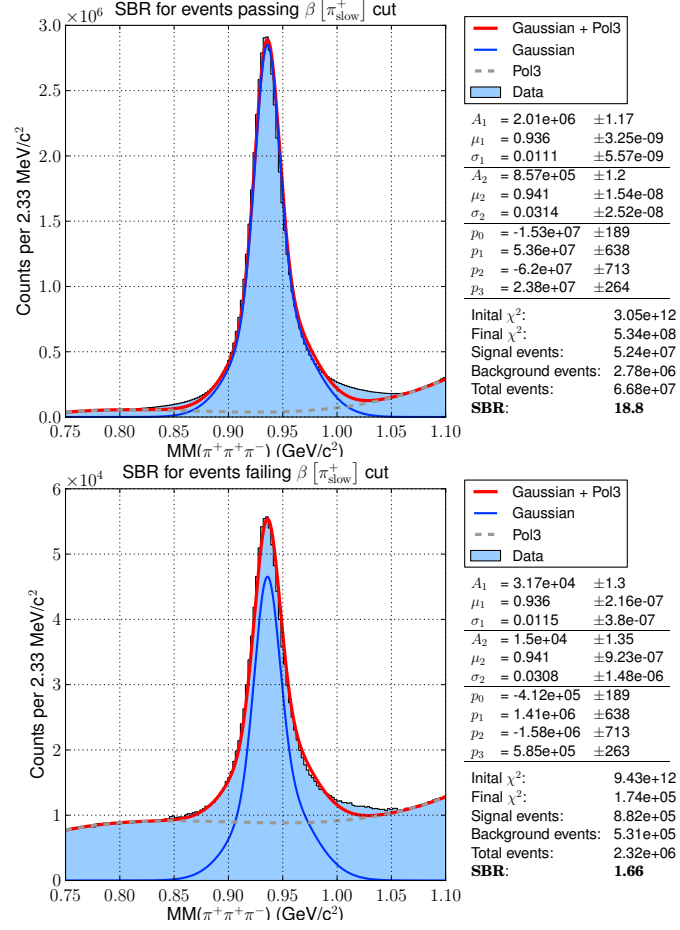 SBR for events passing β [π⁺slow] cut
×10⁶
3.0
2.5
2.0
1.5
1.0
0.5
0.0
Counts per 2.33 MeV/c²
0.75 0.80 0.85 0.90 0.95 1.00 1.05 1.10
MM(π⁺π⁺π⁻) (GeV/c²)
Gaussian + Pol3
Gaussian
Pol3
Data
A₁ = 2.01e+06 ±1.17
μ₁ = 0.936 ±3.25e-09
σ₁ = 0.0111 ±5.57e-09
A₂ = 8.57e+05 ±1.2
μ₂ = 0.941 ±1.54e-08
σ₂ = 0.0314 ±2.52e-08
p₀ = -1.53e+07 ±189
p₁ = 5.36e+07 ±638
p₂ = -6.2e+07 ±713
p₃ = 2.38e+07 ±264
Inital χ²: 3.05e+12
Final χ²: 5.34e+08
Signal events: 5.24e+07
Background events: 2.78e+06
Total events: 6.68e+07
SBR: 18.8
SBR for events failing β [π⁺slow] cut
×10⁴
6
5
4
3
2
1
0
Counts per 2.33 MeV/c²
0.75 0.80 0.85 0.90 0.95 1.00 1.05 1.10
MM(π⁺π⁺π⁻) (GeV/c²)
Gaussian + Pol3
Gaussian
Pol3
Data
A₁ = 3.17e+04 ±1.3
μ₁ = 0.936 ±2.16e-07
σ₁ = 0.0115 ±3.8e-07
A₂ = 1.5e+04 ±1.35
μ₂ = 0.941 ±9.23e-07
σ₂ = 0.0308 ±1.48e-06
p₀ = -4.12e+05 ±189
p₁ = 1.41e+06 ±638
p₂ = -1.58e+06 ±713
p₃ = 5.85e+05 ±263
Inital χ²: 9.43e+12
Final χ²: 1.74e+05
Signal events: 8.82e+05
Background events: 5.31e+05
Total events: 2.32e+06
SBR: 1.66